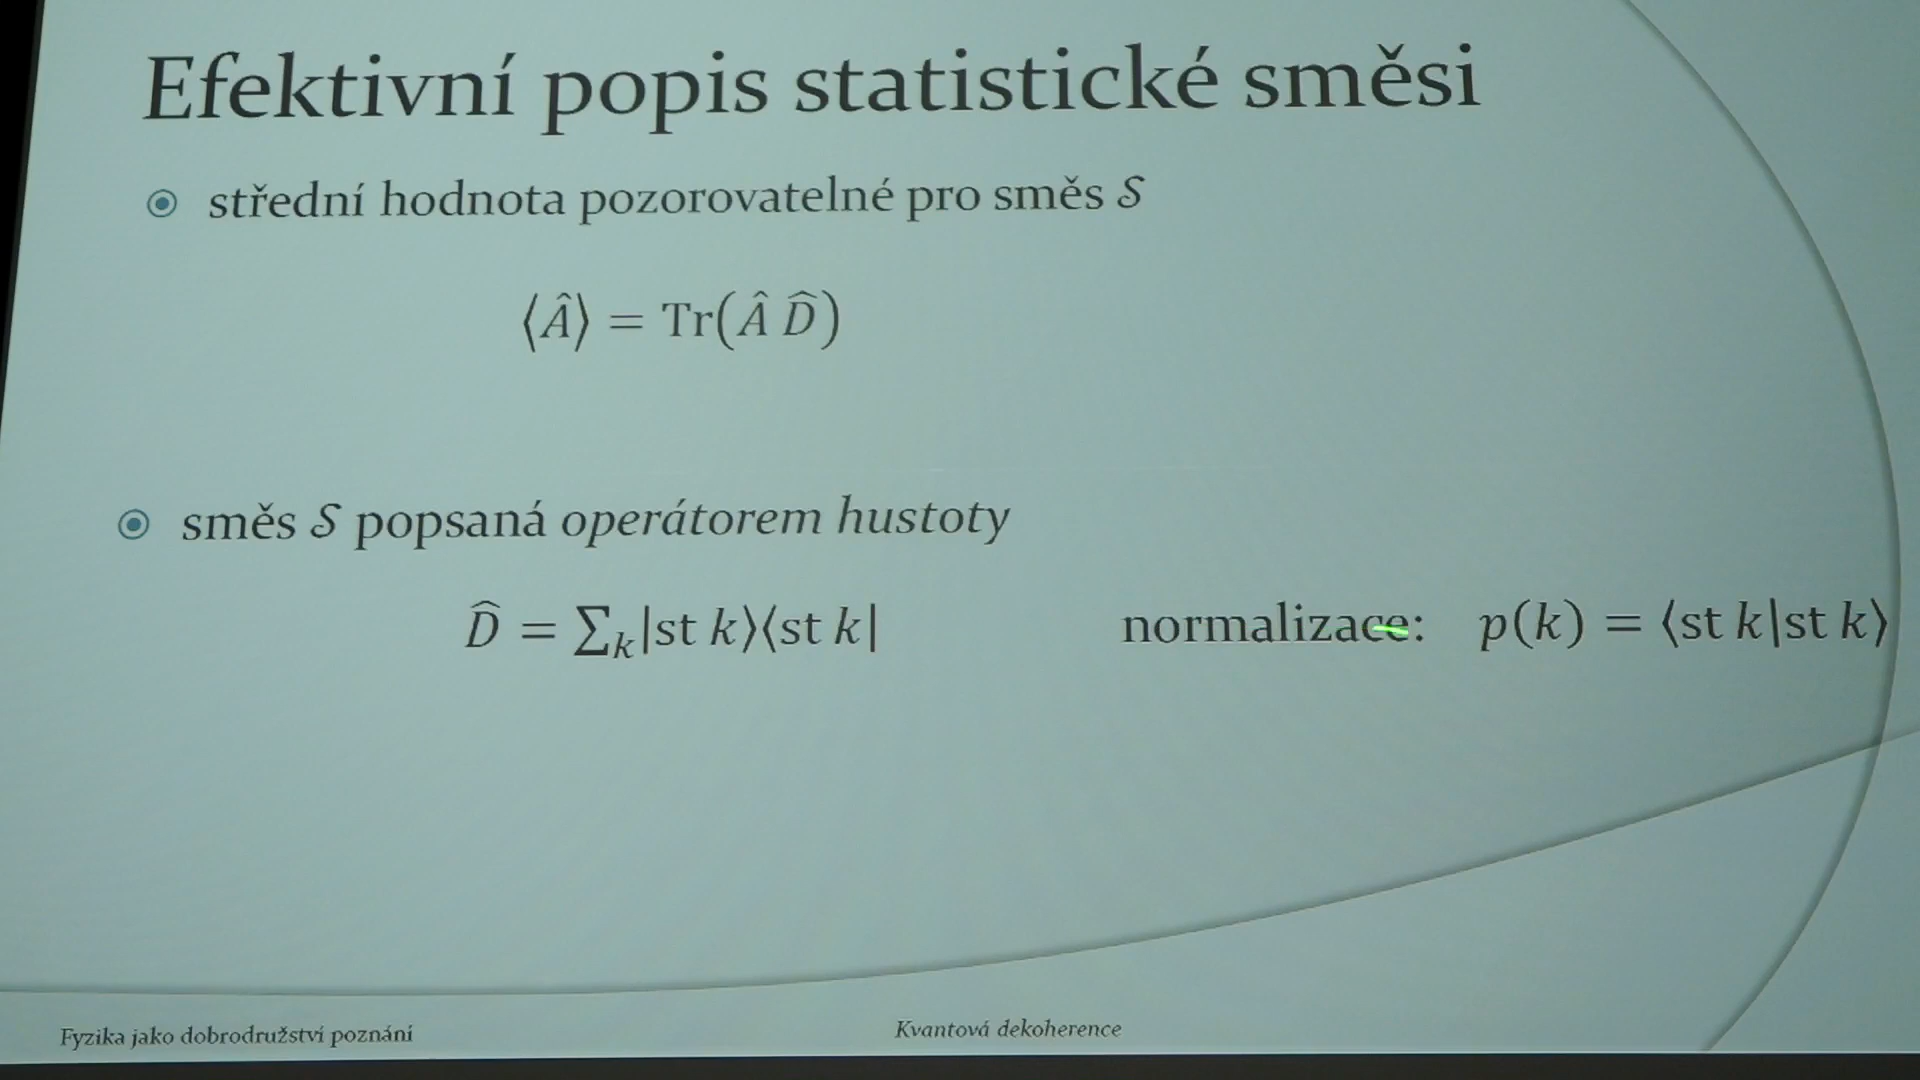 Efektivní popis statistické směsi
střední hodnota pozorovatelné pro směs 𝒮
⟨Â⟩ = Tr(Â D̂)
směs 𝒮 popsaná operátorem hustoty
D̂ = ∑ₖ|st k⟩⟨st k| normalizace: p(k) = ⟨st k|st k⟩
Fyzika jako dobrodružství poznání Kvantová dekoherence